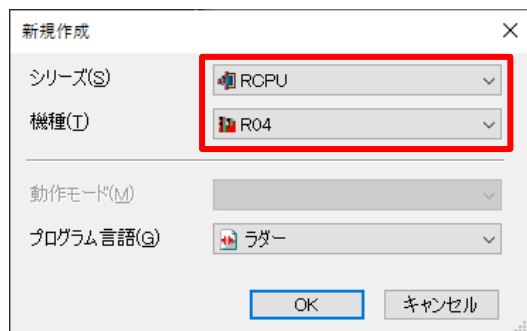 新規作成
シリーズ(S) RCPU
機種(T) R04
動作モード(M)
プログラム言語(G) ラダー
OK キャンセル